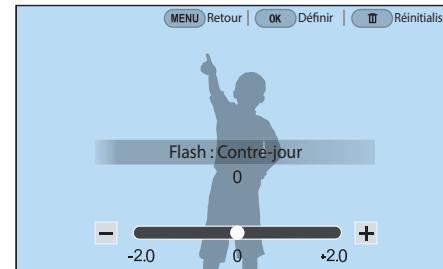 MENU Retour | OK Définir | Réinitialis
Flash : Contre-jour
0
− +
-2.0 0 +2.0